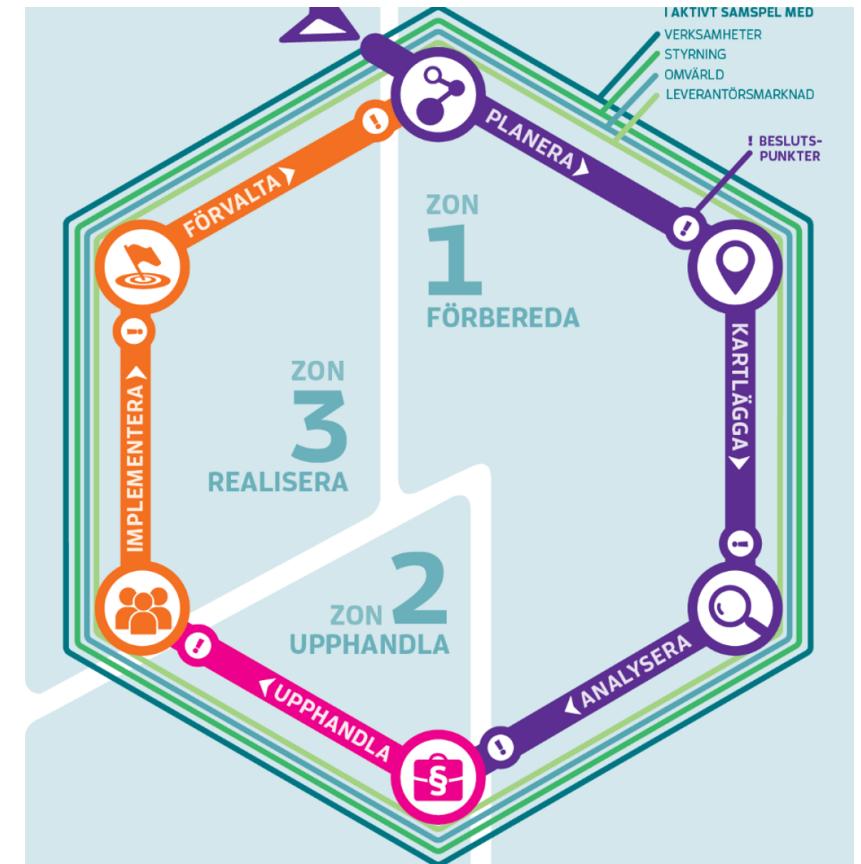 I AKTIVT SAMSPEL MED
VERKSAMHETER
STYRNING
OMVÄRLD
LEVERANTÖRSMARKNAD
! BESLUTS-
PUNKTER
PLANERA
!
KARTLÄGGA
!
ANALYSERA
!
§
UPPHANDLA
!
IMPLEMENTERA
!
FÖRVALTA
!
ZON
1
FÖRBEREDA
ZON
3
REALISERA
ZON 2
UPPHANDLA